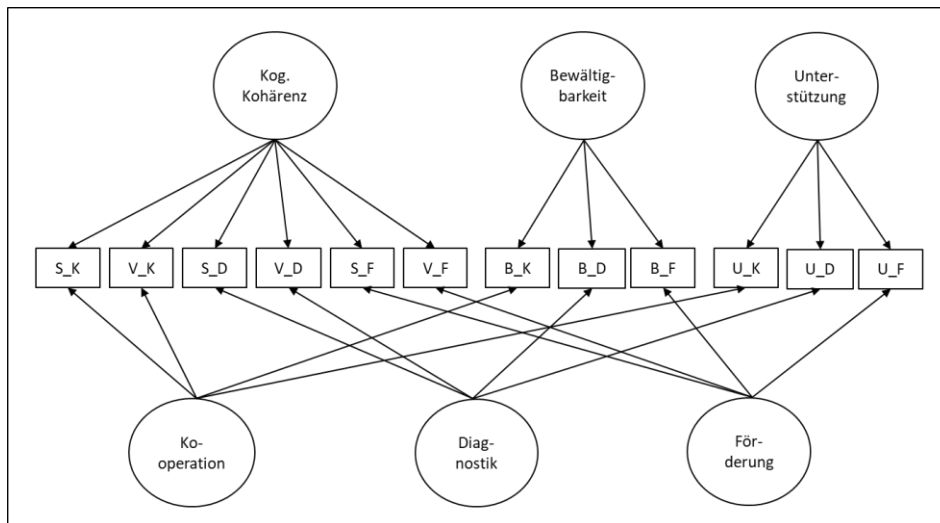 Kog.
Kohärenz
Bewältig-
barkeit
Unter-
stützung
S_K V_K S_D V_D S_F V_F B_K B_D B_F U_K U_D U_F
Ko-
operation
Diag-
nostik
För-
derung